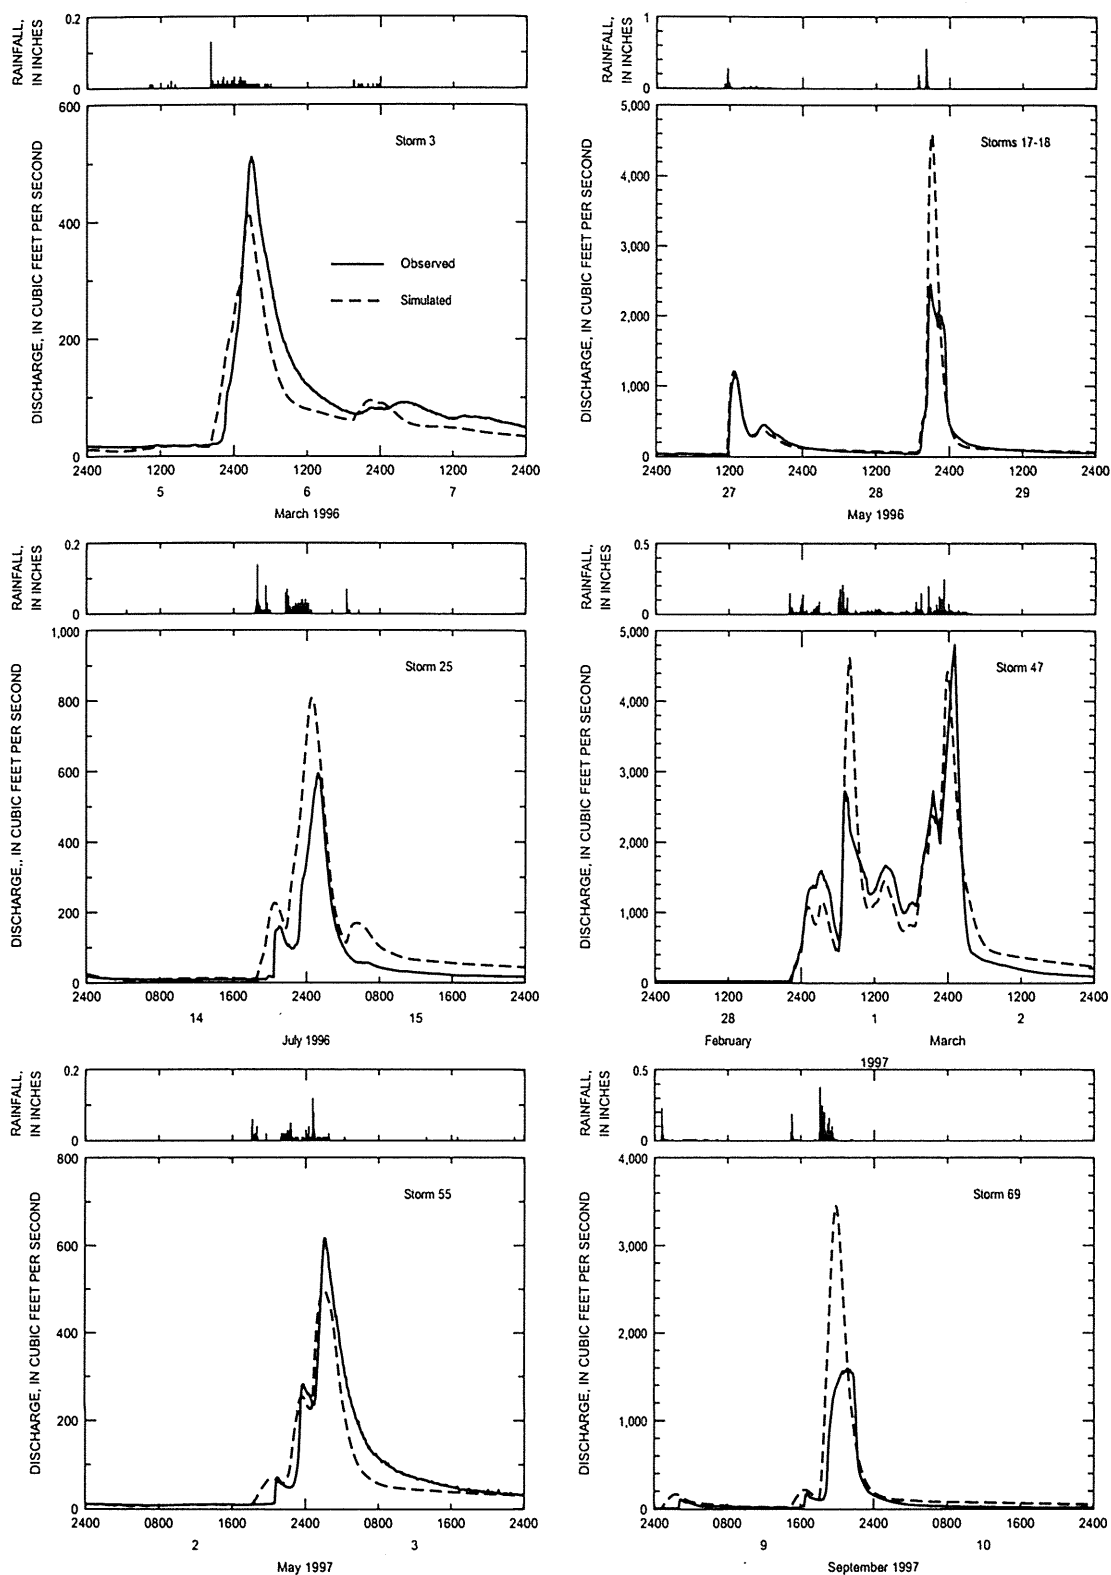 RAINFALL,
IN INCHES
0.2
0
DISCHARGE, IN CUBIC FEET PER SECOND
600
400
200
0
Storm 3
Observed
Simulated
2400 1200 2400 1200 2400 1200 2400
5 6 7
March 1996
RAINFALL,
IN INCHES
1
0
DISCHARGE, IN CUBIC FEET PER SECOND
5,000
4,000
3,000
2,000
1,000
0
Storms 17-18
2400 1200 2400 1200 2400 1200 2400
27 28 29
May 1996
RAINFALL,
IN INCHES
0.2
0
DISCHARGE,, IN CUBIC FEET PER SECOND
1,000
800
600
400
200
0
Storm 25
2400 0800 1600 2400 0800 1600 2400
14 15
July 1996
RAINFALL,
IN INCHES
0.5
0
DISCHARGE, IN CUBIC FEET PER SECOND
5,000
4,000
3,000
2,000
1,000
0
Storm 47
2400 1200 2400 1200 2400 1200 2400
28 1 2
February March
1997
RAINFALL,
IN INCHES
0.2
0
DISCHARGE, IN CUBIC FEET PER SECOND
800
600
400
200
0
Storm 55
2400 0800 1600 2400 0800 1600 2400
2 3
May 1997
RAINFALL,
IN INCHES
0.5
0
DISCHARGE, IN CUBIC FEET PER SECOND
4,000
3,000
2,000
1,000
0
Storm 69
2400 0800 1600 2400 0800 1600 2400
9 10
September 1997